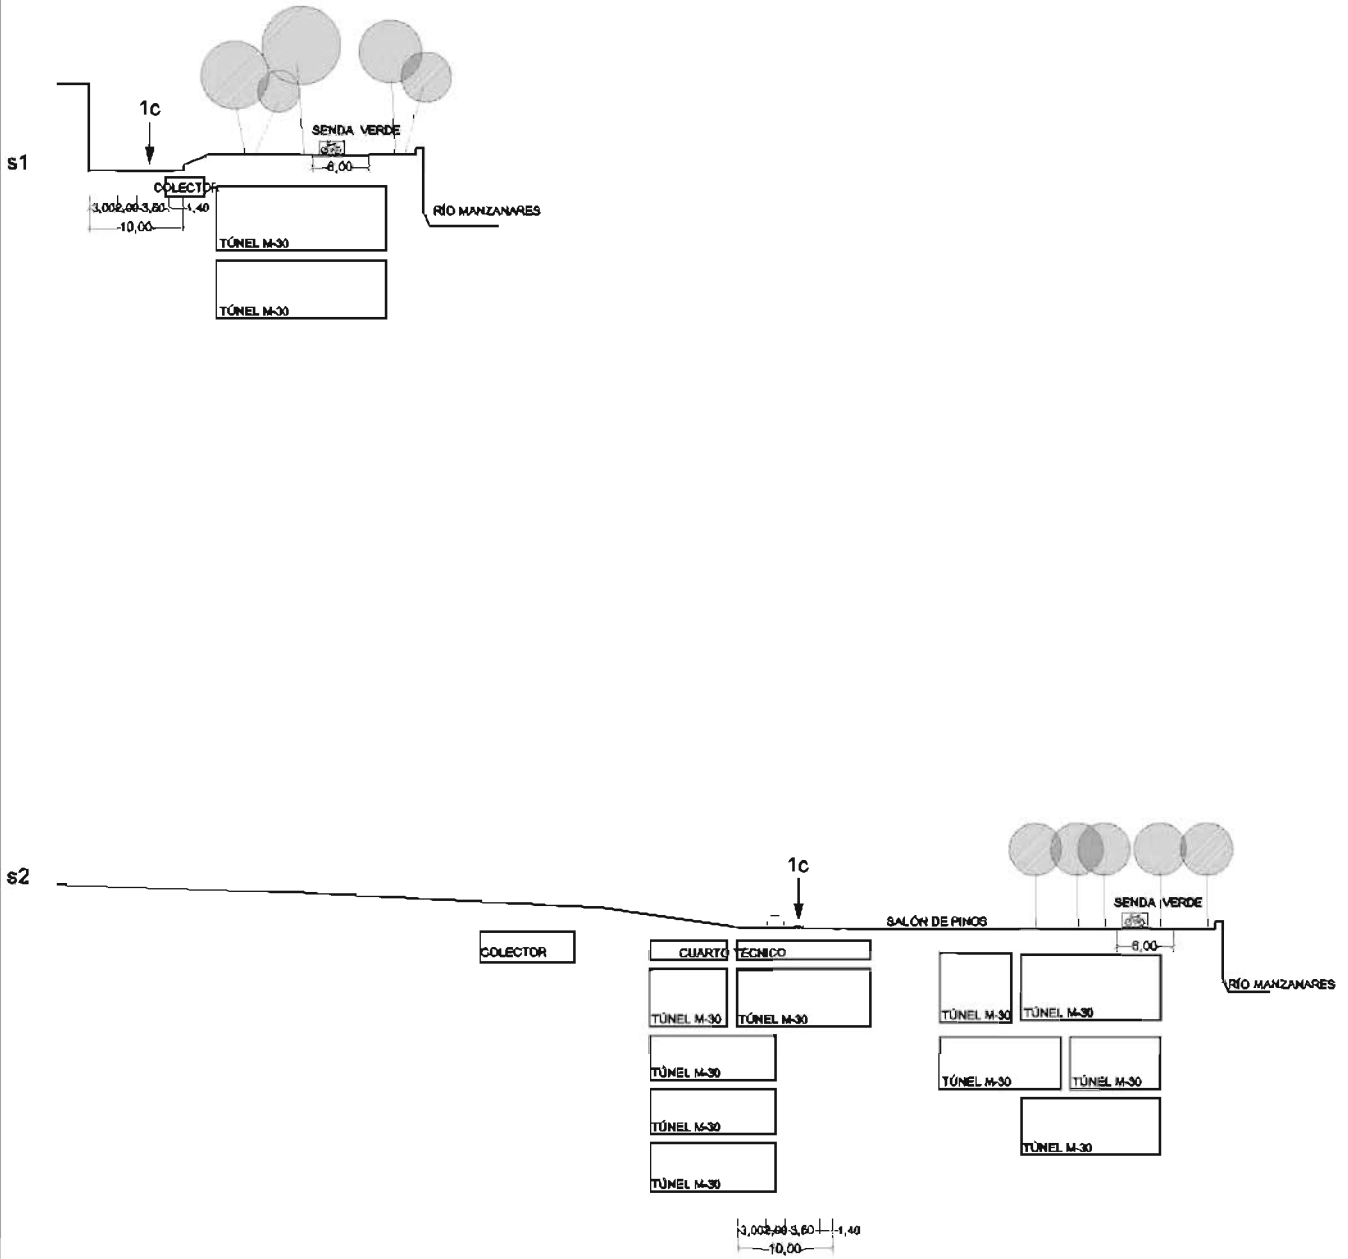 1c
SENDA VERDE
s1
6,00
COLECTOR
3,00 2,00 3,60 1,40
10,00
RÍO MANZANARES
TÚNEL M-30
TÚNEL M-30
1c
s2
SENDA VERDE
SALÓN DE PINOS
6,00
COLECTOR
CUARTO TECNICO
RÍO MANZANARES
TÚNEL M-30
TÚNEL M-30
TÚNEL M-30
TÚNEL M-30
TÚNEL M-30
TÚNEL M-30
TÚNEL M-30
TÚNEL M-30
TÚNEL M-30
TÚNEL M-30
3,00 2,00 3,60 1,40
10,00